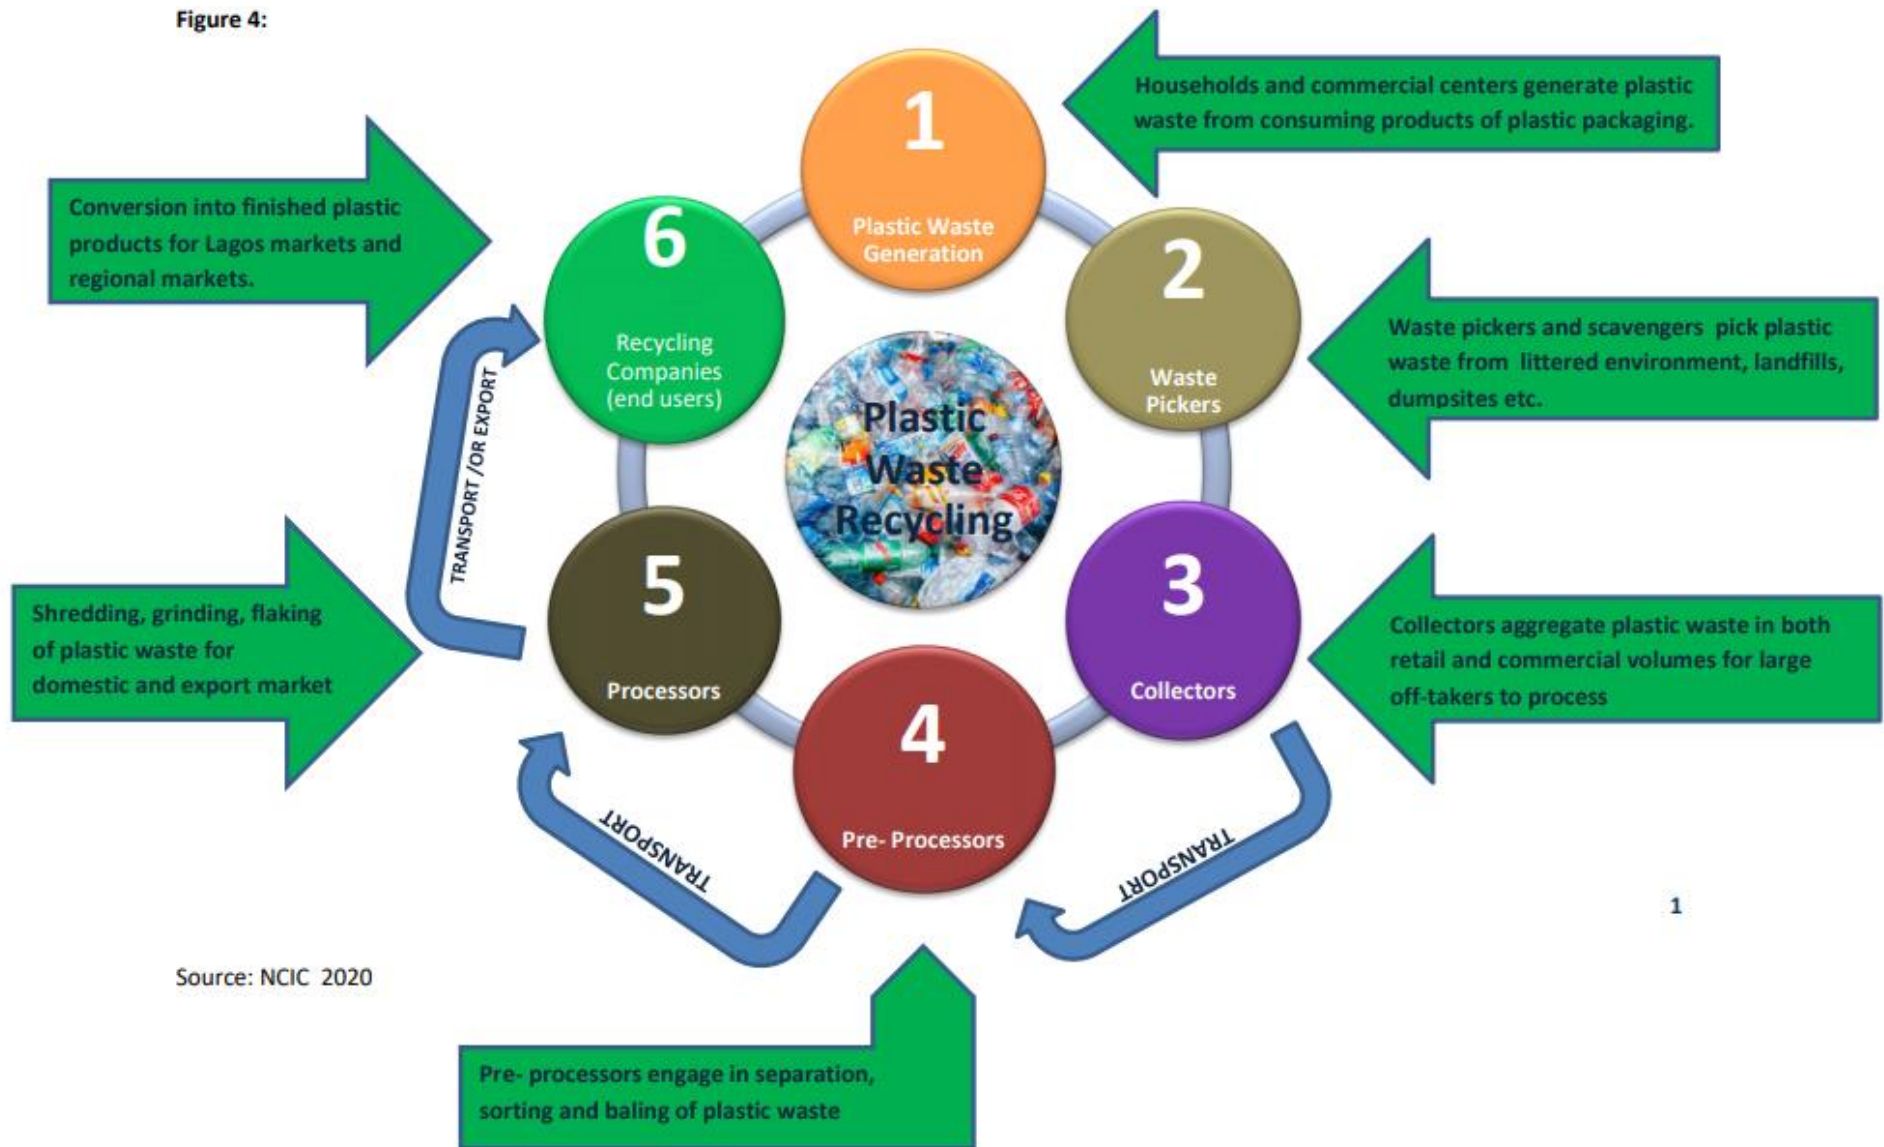 Figure 4:
1
Plastic Waste
Generation
Households and commercial centers generate plastic
waste from consuming products of plastic packaging.
2
Waste
Pickers
Waste pickers and scavengers pick plastic
waste from littered environment, landfills,
dumpsites etc.
3
Collectors
Collectors aggregate plastic waste in both
retail and commercial volumes for large
off-takers to process
TRANSPORT
4
Pre- Processors
Pre- processors engage in separation,
sorting and baling of plastic waste
TRANSPORT
5
Processors
Shredding, grinding, flaking
of plastic waste for
domestic and export market
TRANSPORT /OR EXPORT
6
Recycling
Companies
(end users)
Conversion into finished plastic
products for Lagos markets and
regional markets.
Plastic
Waste
Recycling
1
Source: NCIC 2020